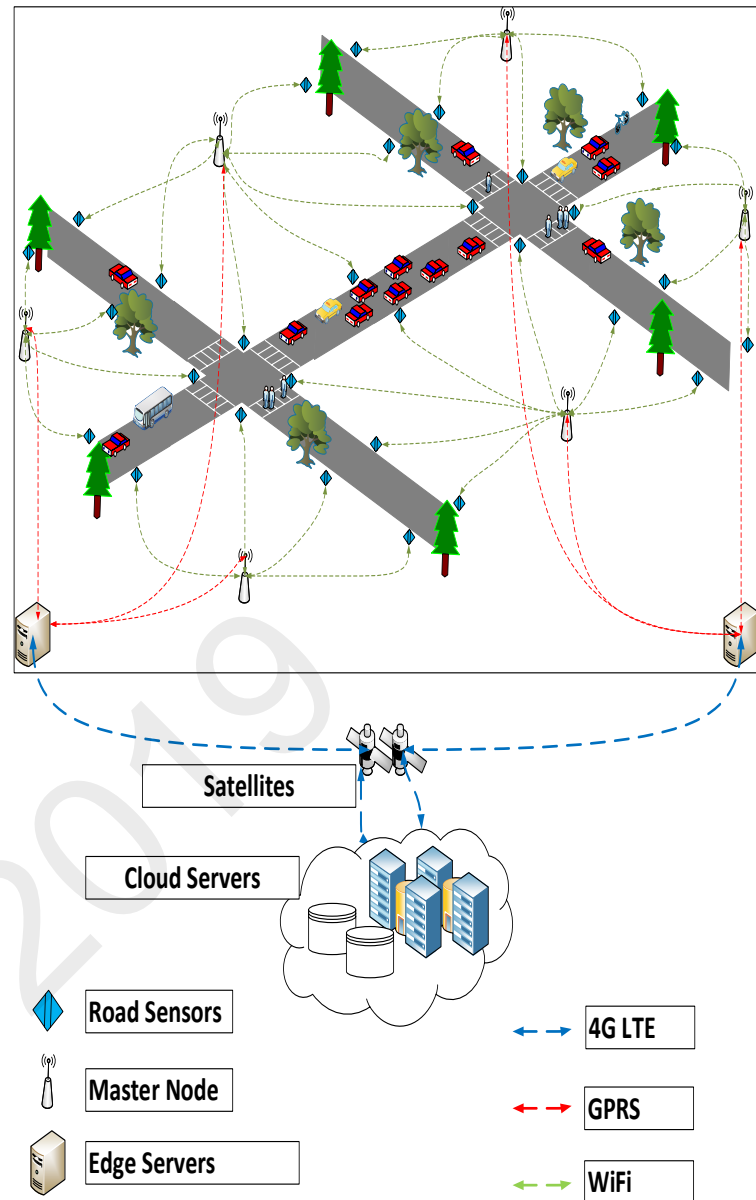 2019
Satellites
Cloud Servers
Road Sensors
4G LTE
Master Node
GPRS
Edge Servers
WiFi